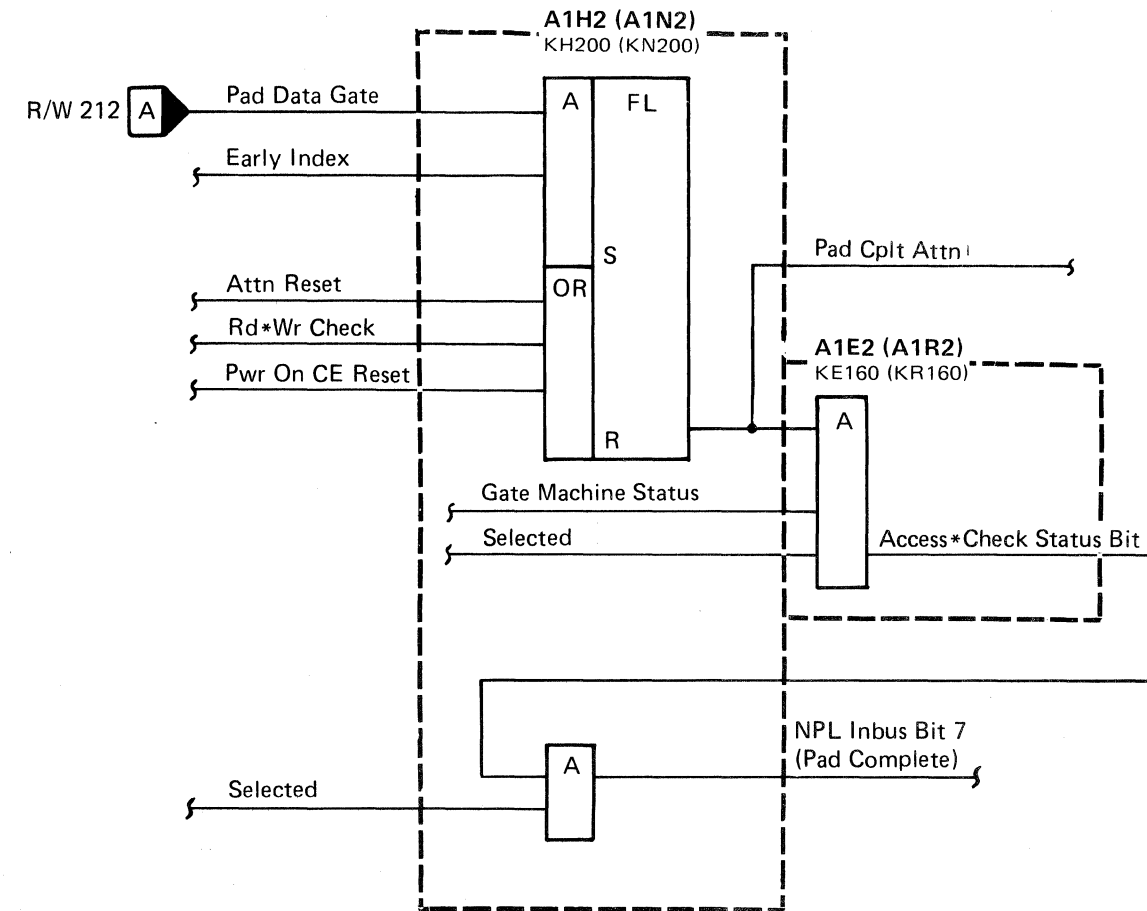 A1H2 (A1N2)
KH200 (KN200)
R/W 212 A
Pad Data Gate
A
FL
Early Index
S
OR
Attn Reset
Rd*Wr Check
Pwr On CE Reset
R
Pad Cplt Attn
A1E2 (A1R2)
KE160 (KR160)
A
Gate Machine Status
Selected
Access*Check Status Bit
NPL Inbus Bit 7
(Pad Complete)
A
Selected